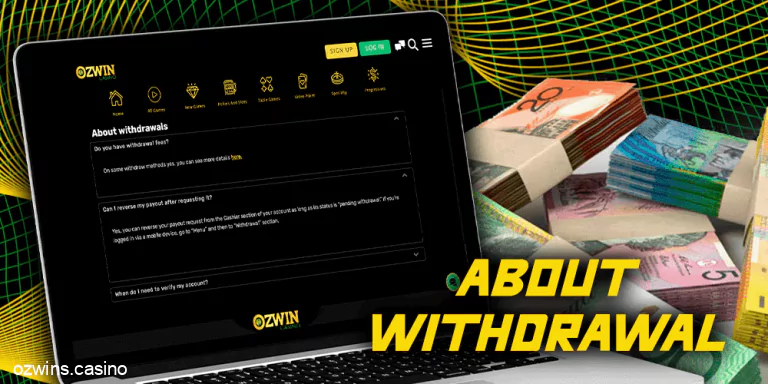 OZWIN
CASINO
SIGN UP
LOG IN
Home
All Games
New Games
Pokies And Slots
Table Games
Video Poker
Specialty
Progressives
About withdrawals
Do you have withdrawal fees?
On some withdraw methods yes, you can see more details here.
Can I reverse my payout after requesting it?
Yes, you can reverse your payout request from the Cashier section of your account as long as its status is "pending withdrawal". If you're
logged in via a mobile device, go to "Menu" and then to "Withdraw" section.
When do I need to verify my account?
OZWIN
CASINO
20
5
ABOUT
WITHDRAWAL
ozwins.casino